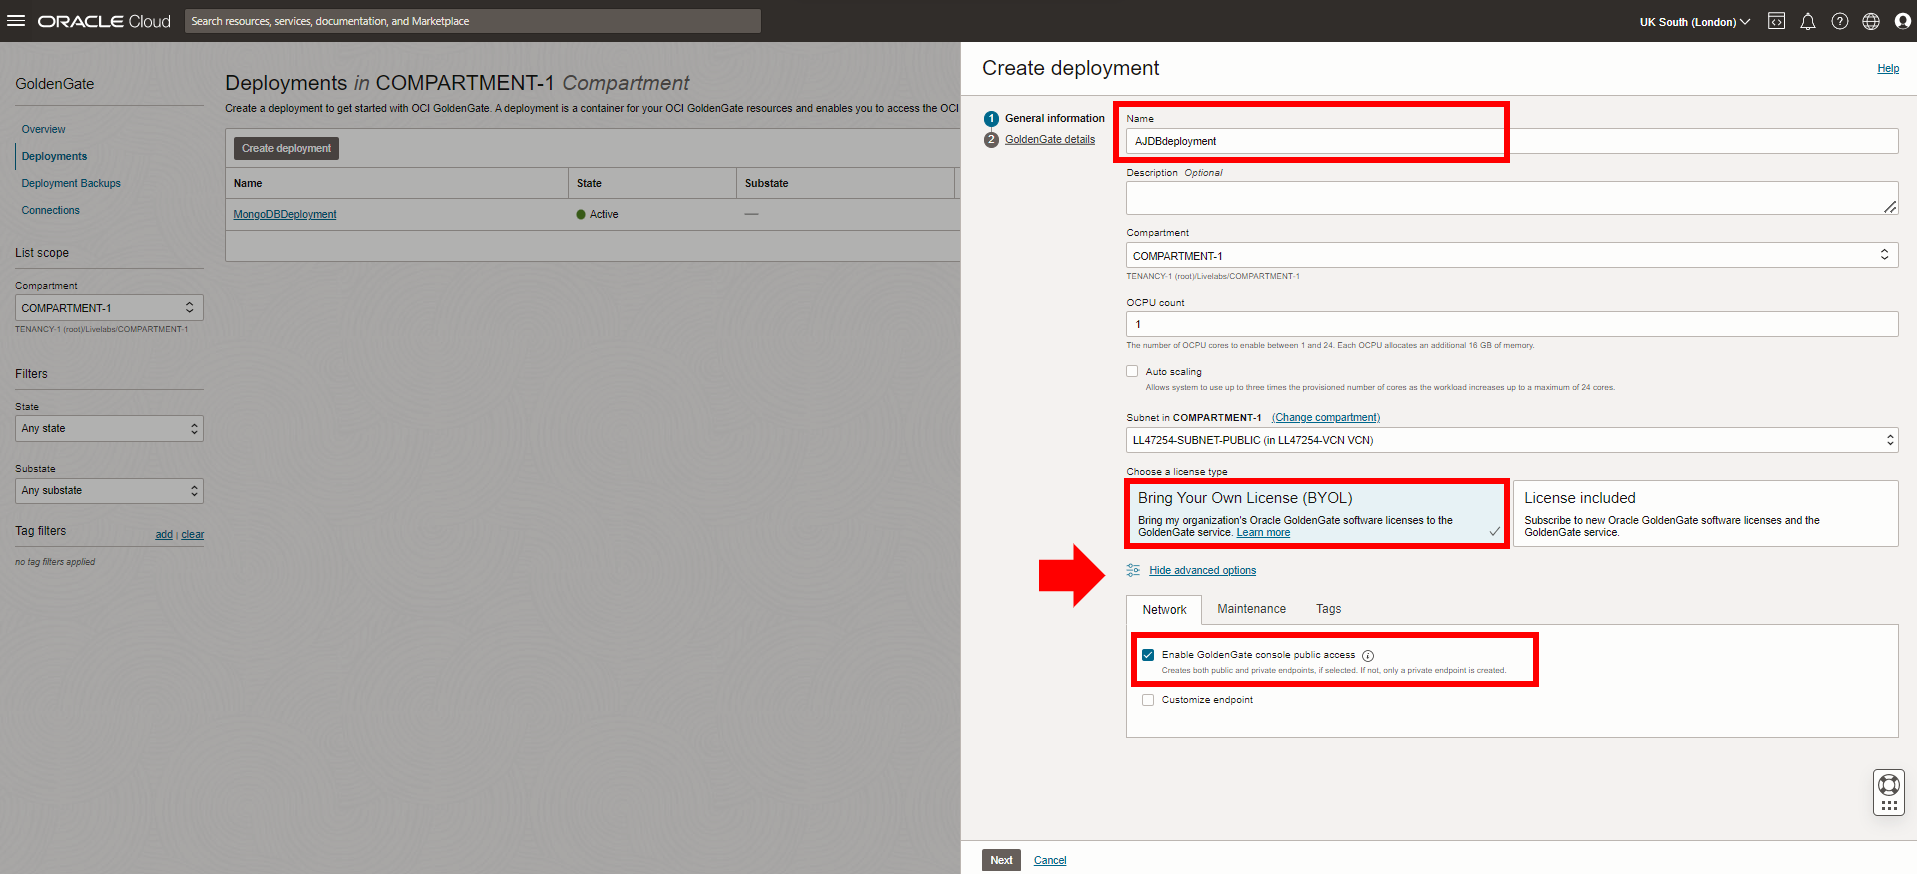 ORACLE Cloud
Search resources, services, documentation, and Marketplace
UK South (London)
GoldenGate
Overview
Deployments
Deployment Backups
Connections
List scope
Compartment
COMPARTMENT-1
TENANCY-1 (root)/Livelabs/COMPARTMENT-1
Filters
State
Any state
Substate
Any substate
Tag filters add | clear
no tag filters applied
Deployments in COMPARTMENT-1 Compartment
Create a deployment to get started with OCI GoldenGate. A deployment is a container for your OCI GoldenGate resources and enables you to access the OCI
Create deployment
Name State Substate
MongoDBDeployment Active —
Create deployment
Help
1 General information
2 GoldenGate details
Name
AJDBdeployment
Description Optional
Compartment
COMPARTMENT-1
TENANCY-1 (root)/Livelabs/COMPARTMENT-1
OCPU count
1
The number of OCPU cores to enable between 1 and 24. Each OCPU allocates an additional 16 GB of memory.
Auto scaling
Allows system to use up to three times the provisioned number of cores as the workload increases up to a maximum of 24 cores.
Subnet in COMPARTMENT-1 (Change compartment)
LL47254-SUBNET-PUBLIC (in LL47254-VCN VCN)
Choose a license type
Bring Your Own License (BYOL)
Bring my organization's Oracle GoldenGate software licenses to the
GoldenGate service. Learn more
License included
Subscribe to new Oracle GoldenGate software licenses and the
GoldenGate service.
Hide advanced options
Network Maintenance Tags
Enable GoldenGate console public access
Creates both public and private endpoints, if selected. If not, only a private endpoint is created.
Customize endpoint
Next Cancel